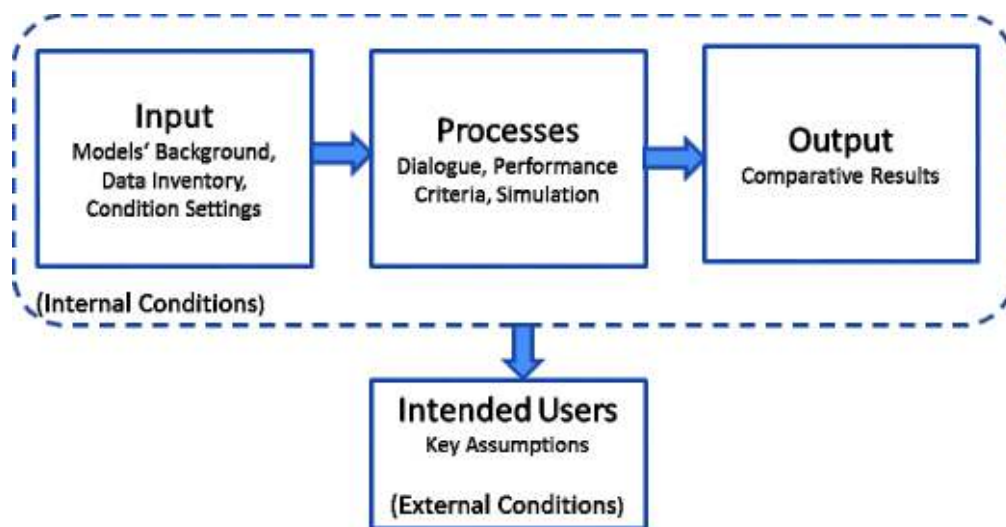 Input
Models‘ Background,
Data Inventory,
Condition Settings
Processes
Dialogue, Performance
Criteria, Simulation
Output
Comparative Results
(Internal Conditions)
Intended Users
Key Assumptions
(External Conditions)